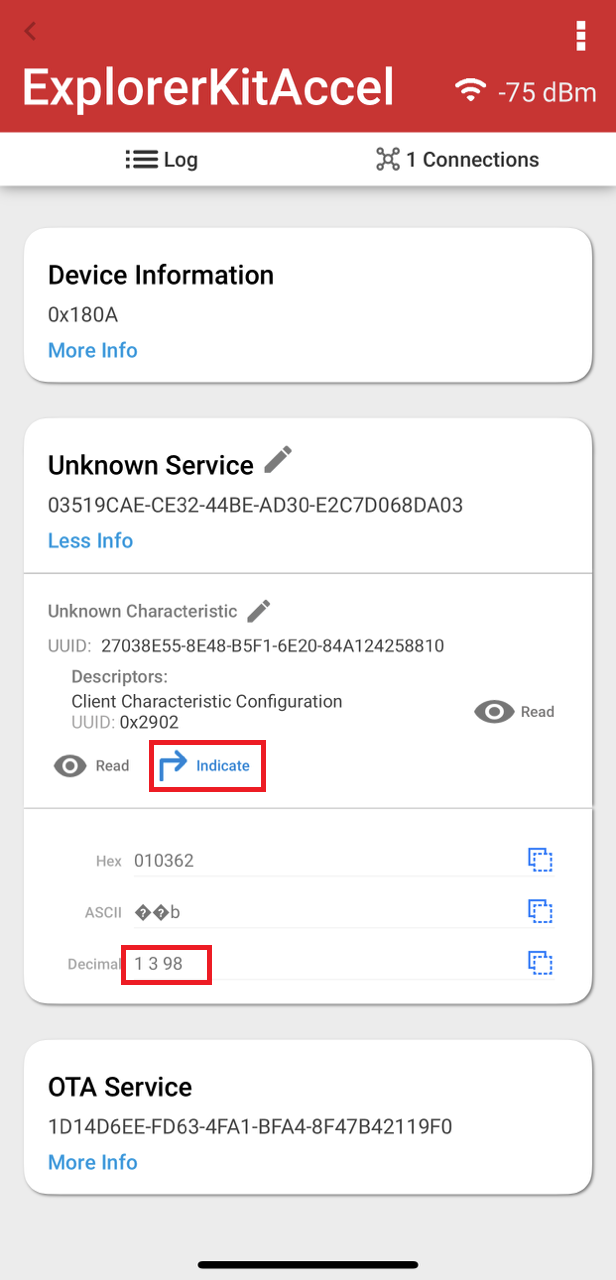 ExplorerKitAccel
-75 dBm
Log
1 Connections
Device Information
0x180A
More Info
Unknown Service
03519CAE-CE32-44BE-AD30-E2C7D068DA03
Less Info
Unknown Characteristic
UUID: 27038E55-8E48-B5F1-6E20-84A124258810
Descriptors:
Client Characteristic Configuration
UUID: 0x2902
Read
Read
Indicate
Hex 010362
ASCII ��b
Decimal 1 3 98
OTA Service
1D14D6EE-FD63-4FA1-BFA4-8F47B42119F0
More Info